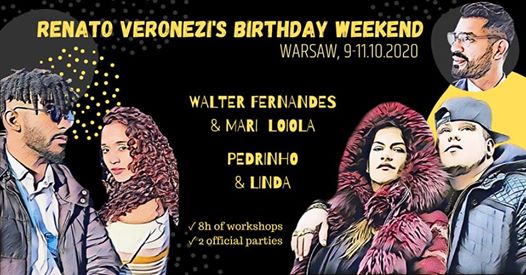 RENATO VERONEZI'S BIRTHDAY WEEKEND
WARSAW, 9-11.10.2020
WALTER FERNANDES
& MARI LOIOLA
PEDRINHO
& LINDA
✓ 8h of workshops
✓ 2 official parties